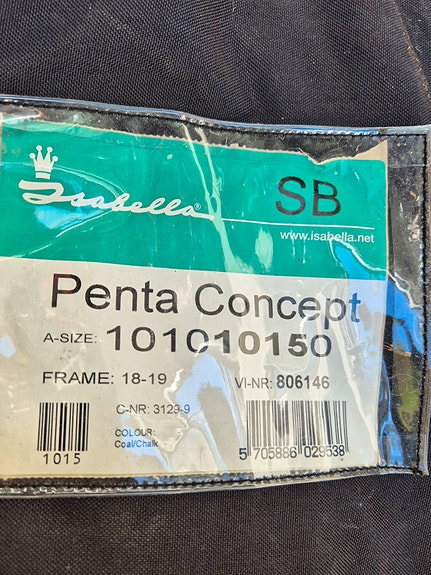 Isabella®
SB
www.isabella.net
Penta Concept
A-SIZE: 101010150
FRAME: 18-19
VI-NR: 806146
C-NR: 3129-9
COLOUR:
Coal/Chalk
1015
5 705886 029538